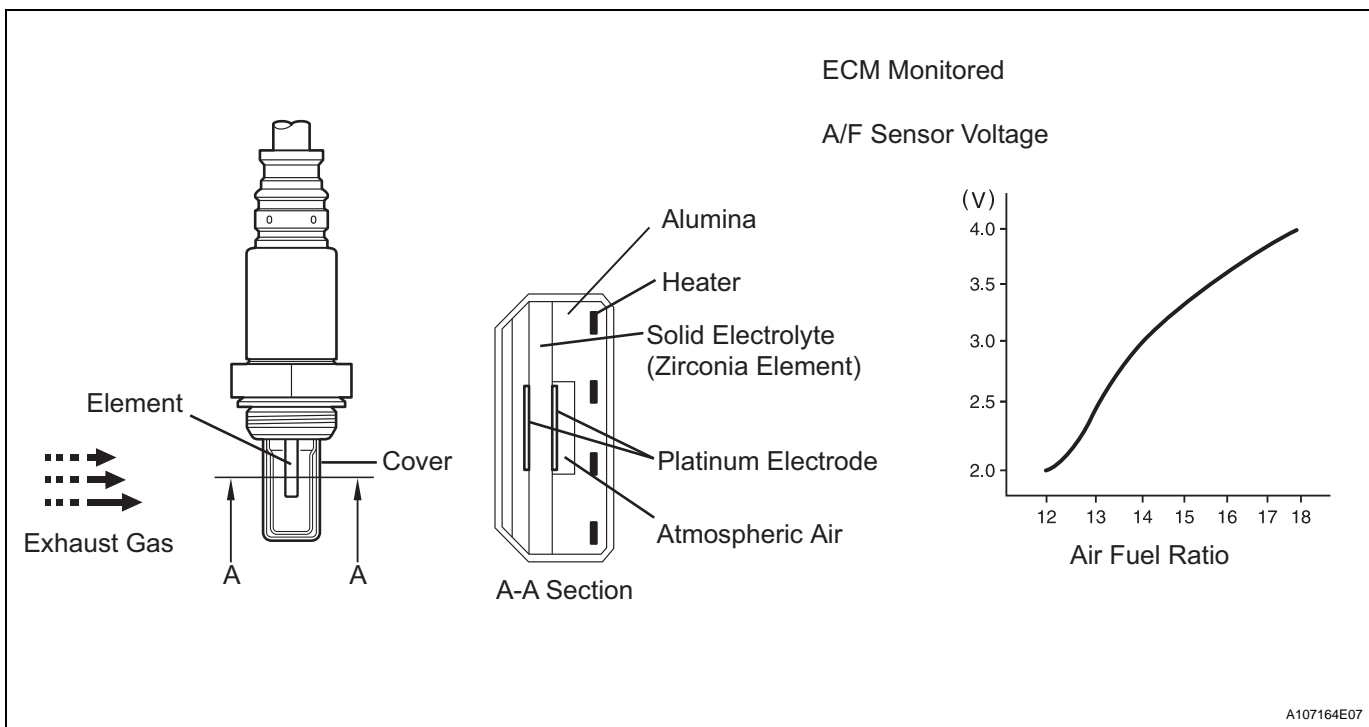 ECM Monitored
A/F Sensor Voltage
Element
Cover
Exhaust Gas
A
A
Alumina
Heater
Solid Electrolyte
(Zirconia Element)
Platinum Electrode
Atmospheric Air
A-A Section
(V)
4.0
3.5
3.0
2.5
2.0
12 13 14 15 16 17 18
Air Fuel Ratio
0 0
A107164E07